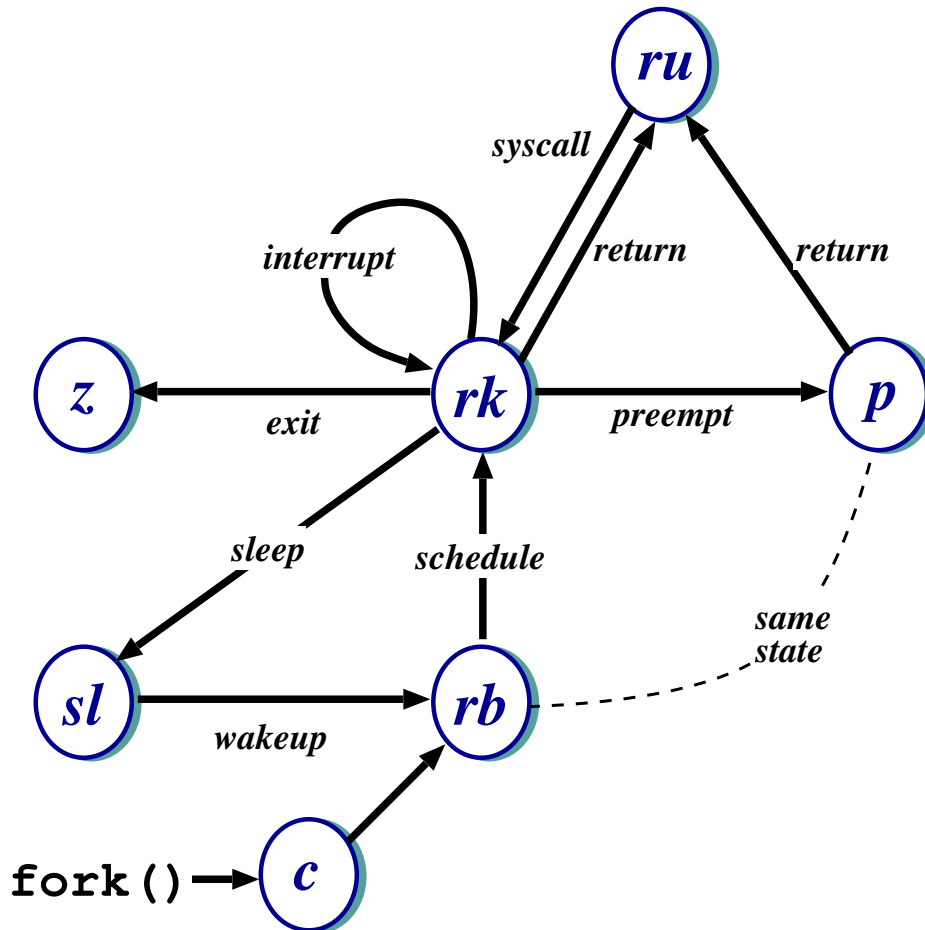 ru
syscall
interrupt
return
return
z
rk
p
exit
preempt
sleep
schedule
same
state
sl
rb
wakeup
fork()
c